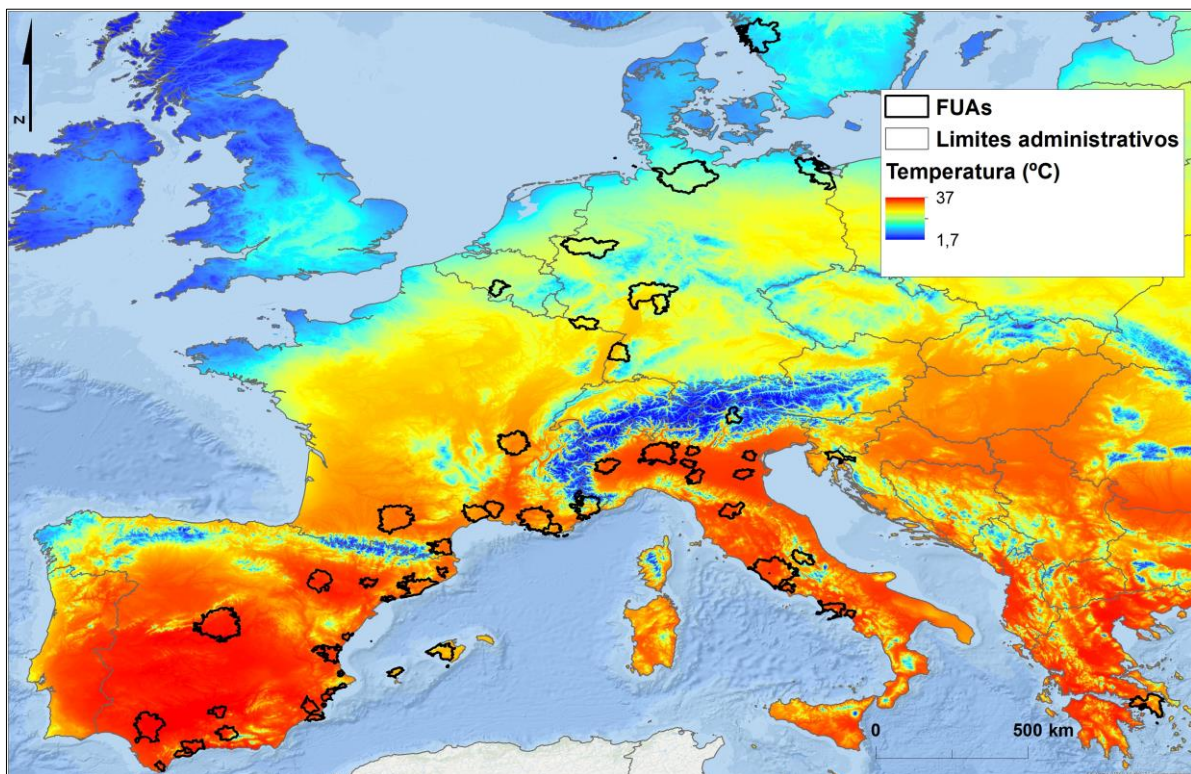 N
FUAs
Limites administrativos
Temperatura (ºC)
37
1,7
0 500 km